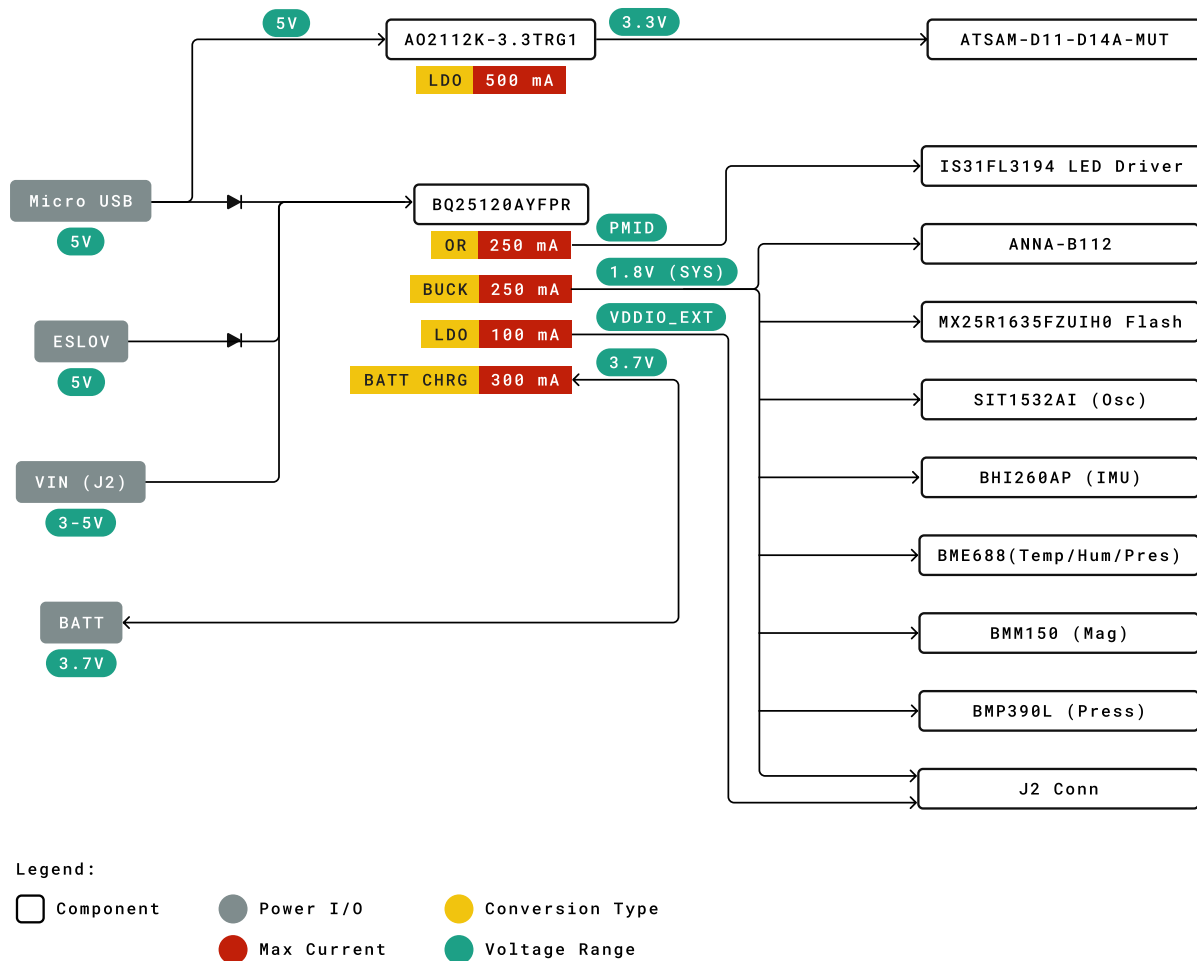 5V
AO2112K-3.3TRG1
3.3V
ATSAM-D11-D14A-MUT
LDO 500 mA
Micro USB
5V
BQ25120AYFPR
IS31FL3194 LED Driver
OR 250 mA
PMID
ANNA-B112
BUCK 250 mA
1.8V (SYS)
MX25R1635FZUIH0 Flash
LDO 100 mA
VDDIO_EXT
ESLOV
5V
BATT CHRG 300 mA
3.7V
SIT1532AI (Osc)
BHI260AP (IMU)
VIN (J2)
3-5V
BME688(Temp/Hum/Pres)
BATT
3.7V
BMM150 (Mag)
BMP390L (Press)
J2 Conn
Legend:
Component
Power I/O
Conversion Type
Max Current
Voltage Range